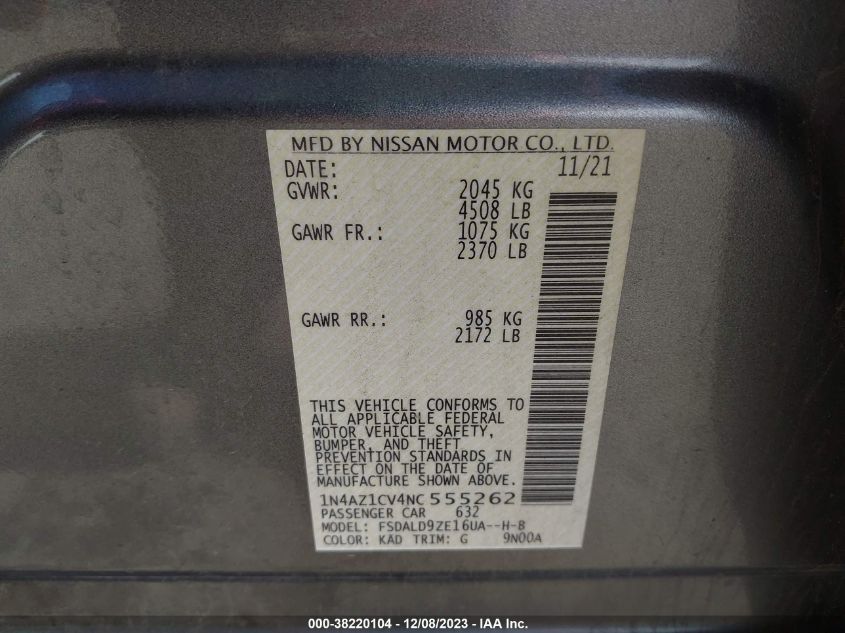 MFD BY NISSAN MOTOR CO., LTD.
DATE: 11/21
GVWR: 2045 KG
4508 LB
GAWR FR.: 1075 KG
2370 LB
GAWR RR.: 985 KG
2172 LB
THIS VEHICLE CONFORMS TO
ALL APPLICABLE FEDERAL
MOTOR VEHICLE SAFETY,
BUMPER, AND THEFT
PREVENTION STANDARDS IN
EFFECT ON THE DATE OF
MANUFACTURE SHOWN ABOVE.
1N4AZ1CV4NC555262
PASSENGER CAR 632
MODEL: FSDALD9ZE16UA--H-B
COLOR: KAD TRIM: G 9N00A
000-38220104 - 12/08/2023 - IAA Inc.